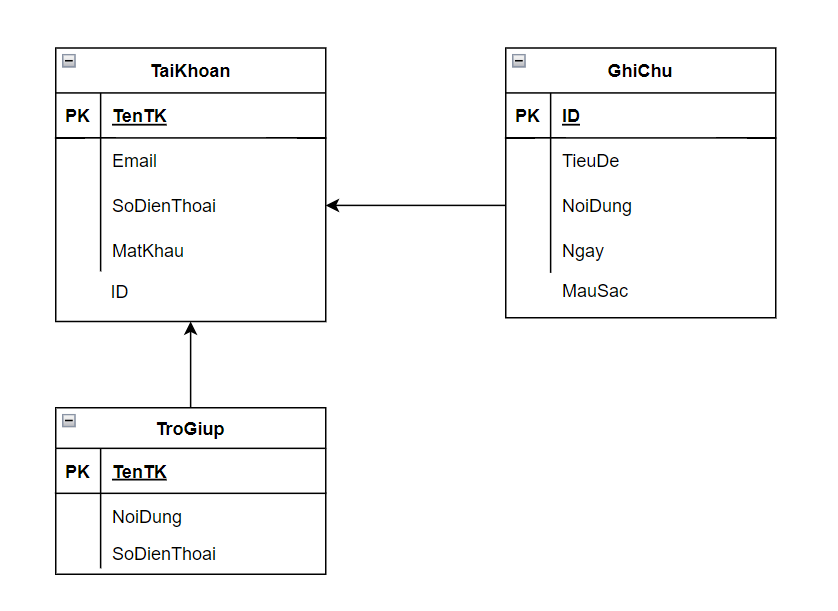 TaiKhoan
PK TenTK
Email
SoDienThoai
MatKhau
ID
GhiChu
PK ID
TieuDe
NoiDung
Ngay
MauSac
TroGiup
PK TenTK
NoiDung
SoDienThoai